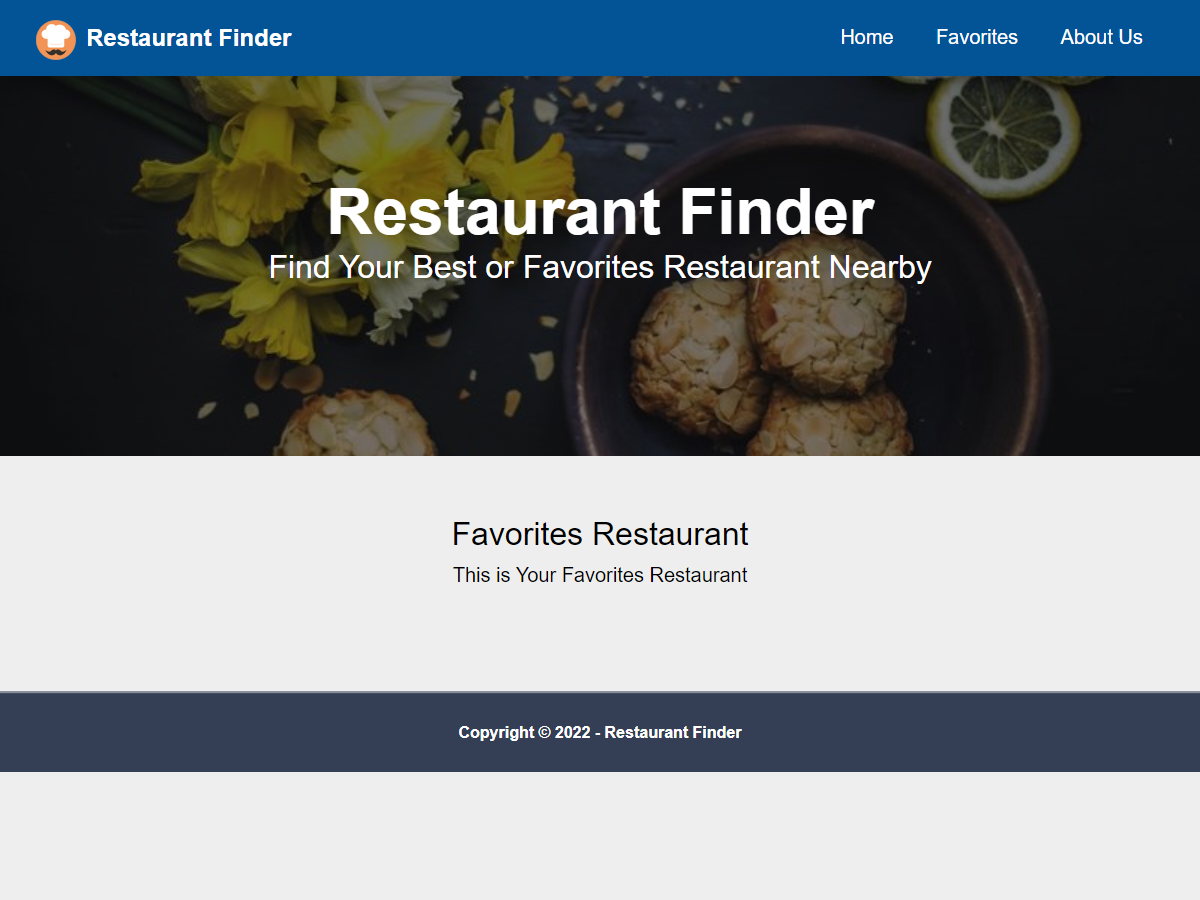 Restaurant Finder
Home
Favorites
About Us
Restaurant Finder
Find Your Best or Favorites Restaurant Nearby
Favorites Restaurant
This is Your Favorites Restaurant
Copyright © 2022 - Restaurant Finder